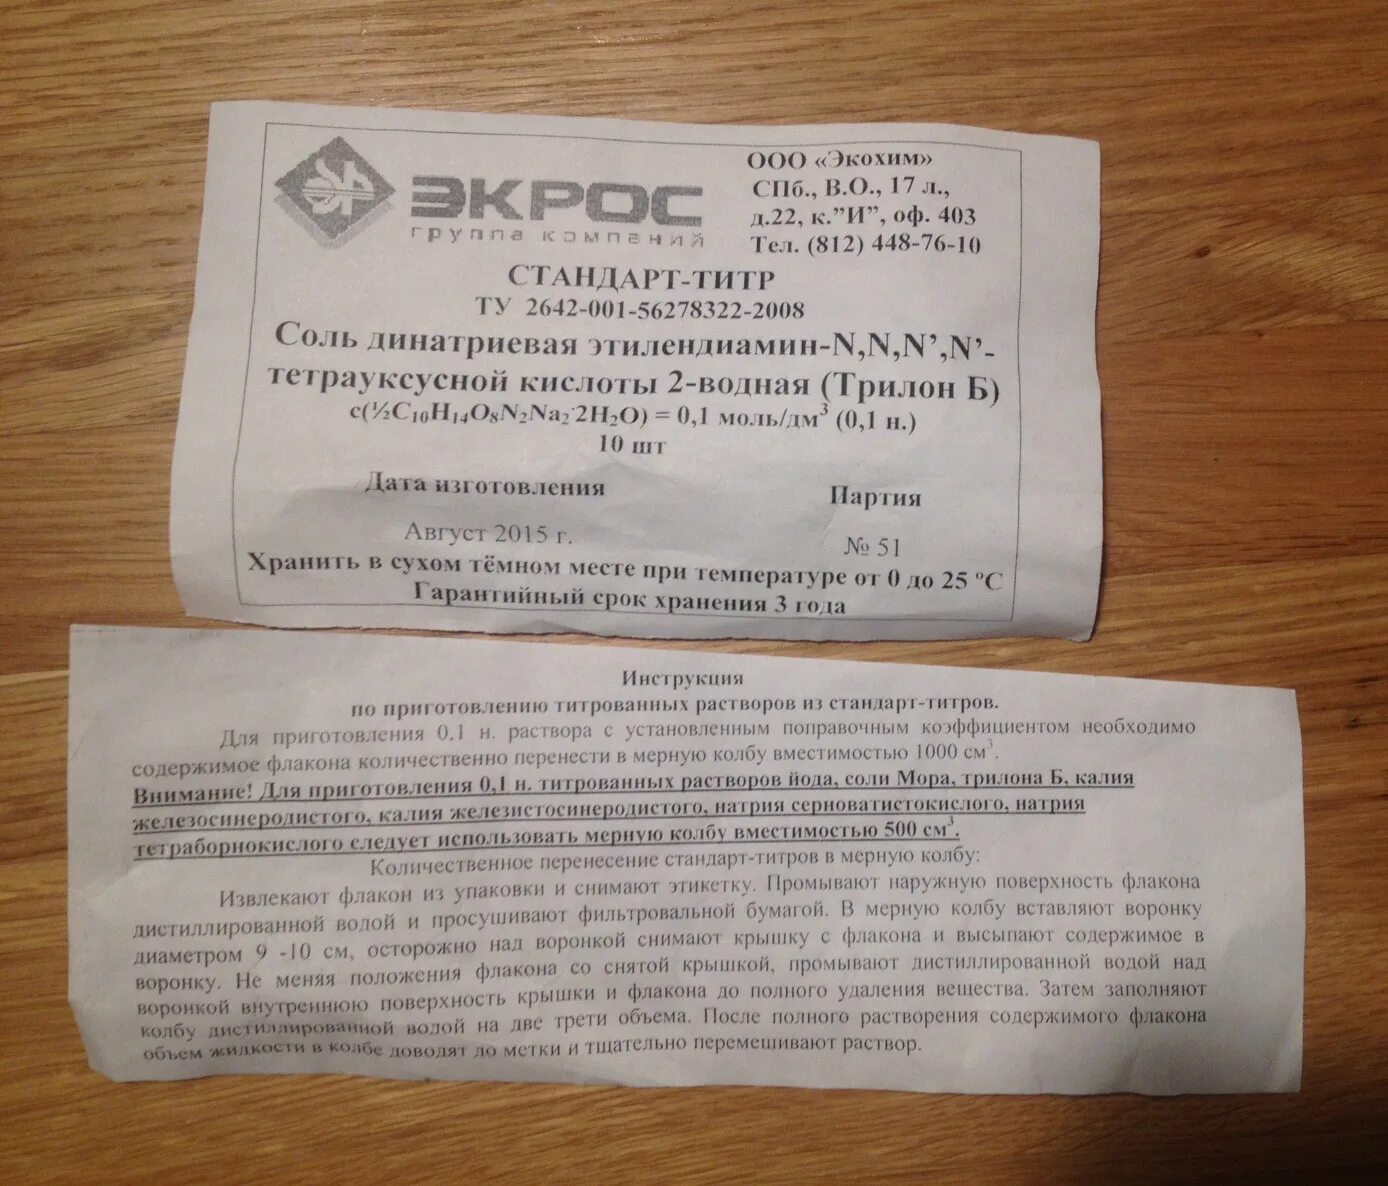 ЭКРОС
группа компаний
ООО «Экохим»
СПб., В.О., 17 л.,
д.22, к."И", оф. 403
Тел. (812) 448-76-10
СТАНДАРТ-ТИТР
ТУ 2642-001-56278322-2008
Соль динатриевая этилендиамин-N,N,N’,N’-
тетрауксусной кислоты 2-водная (Трилон Б)
c(½C₁₀H₁₄O₈N₂Na₂·2H₂O) = 0,1 моль/дм³ (0,1 н.)
10 шт
Дата изготовления Партия
Август 2015 г. № 51
Хранить в сухом тёмном месте при температуре от 0 до 25 ºС
Гарантийный срок хранения 3 года
Инструкция
по приготовлению титрованных растворов из стандарт-титров.
Для приготовления 0,1 н. раствора с установленным поправочным коэффициентом необходимо
содержимое флакона количественно перенести в мерную колбу вместимостью 1000 см³.
Внимание! Для приготовления 0,1 н. титрованных растворов йода, соли Мора, трилона Б, калия
железосинеродистого, калия железистосинеродистого, натрия серноватистокислого, натрия
тетраборнокислого следует использовать мерную колбу вместимостью 500 см³.
Количественное перенесение стандарт-титров в мерную колбу:
Извлекают флакон из упаковки и снимают этикетку. Промывают наружную поверхность флакона
дистиллированной водой и просушивают фильтровальной бумагой. В мерную колбу вставляют воронку
диаметром 9 -10 см, осторожно над воронкой снимают крышку с флакона и высыпают содержимое в
воронку. Не меняя положения флакона со снятой крышкой, промывают дистиллированной водой над
воронкой внутреннюю поверхность крышки и флакона до полного удаления вещества. Затем заполняют
колбу дистиллированной водой на две трети объема. После полного растворения содержимого флакона
объем жидкости в колбе доводят до метки и тщательно перемешивают раствор.